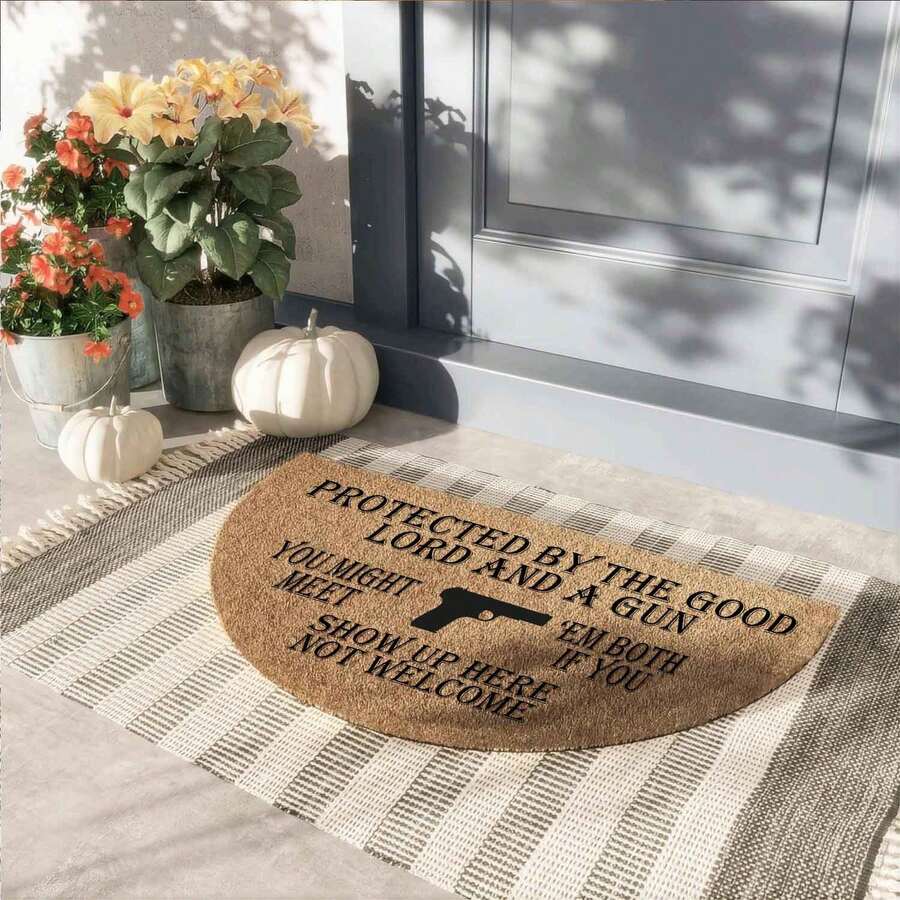 PROTECTED BY THE GOOD
LORD AND A GUN
YOU MIGHT
MEET
'EM BOTH
IF YOU
SHOW UP HERE
NOT WELCOME